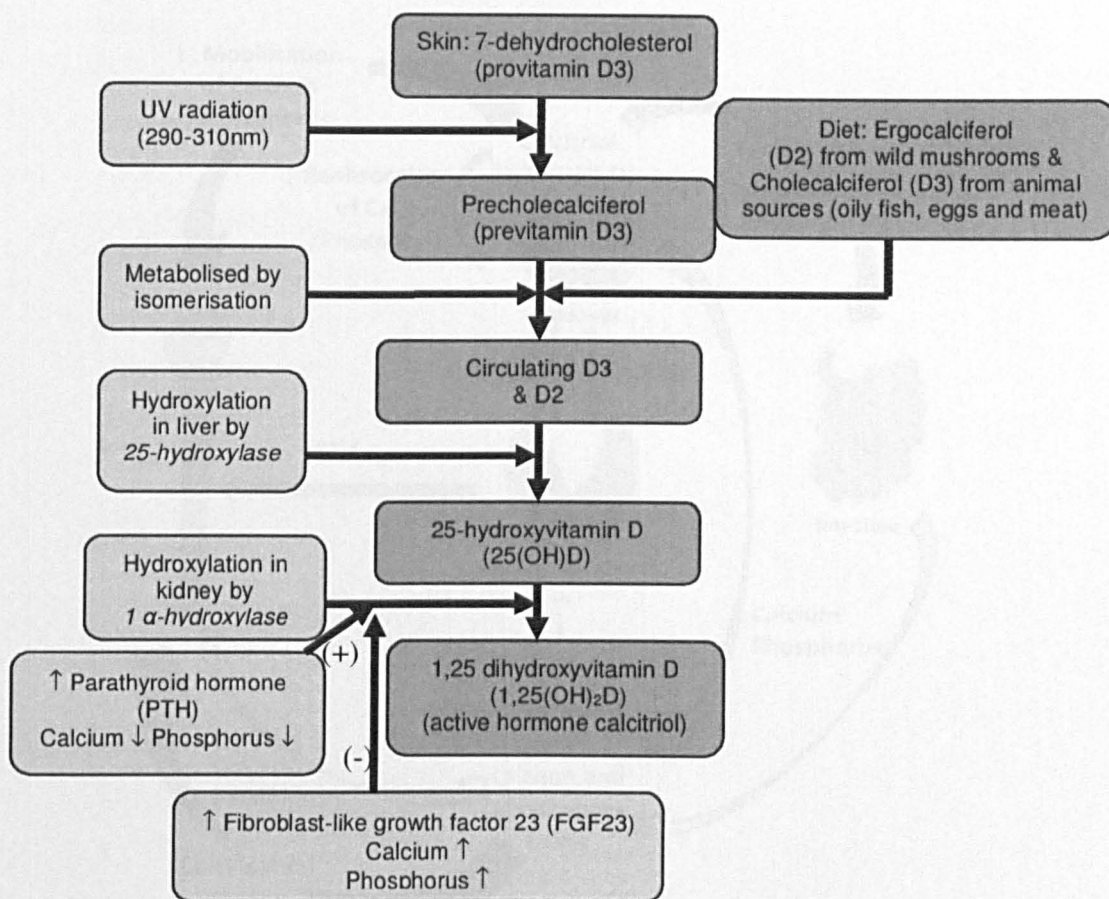 Skin: 7-dehydrocholesterol
(provitamin D3)
UV radiation
(290-310nm)
Diet: Ergocalciferol
(D2) from wild mushrooms &
Cholecalciferol (D3) from animal
sources (oily fish, eggs and meat)
Precholecalciferol
(previtamin D3)
Metabolised by
isomerisation
Circulating D3
& D2
Hydroxylation
in liver by
25-hydroxylase
25-hydroxyvitamin D
(25(OH)D)
Hydroxylation in
kidney by
1 α-hydroxylase
(+)
1,25 dihydroxyvitamin D
(1,25(OH)₂D)
(active hormone calcitriol)
↑ Parathyroid hormone
(PTH)
Calcium ↓ Phosphorus ↓
(-)
↑ Fibroblast-like growth factor 23 (FGF23)
Calcium ↑
Phosphorus ↑